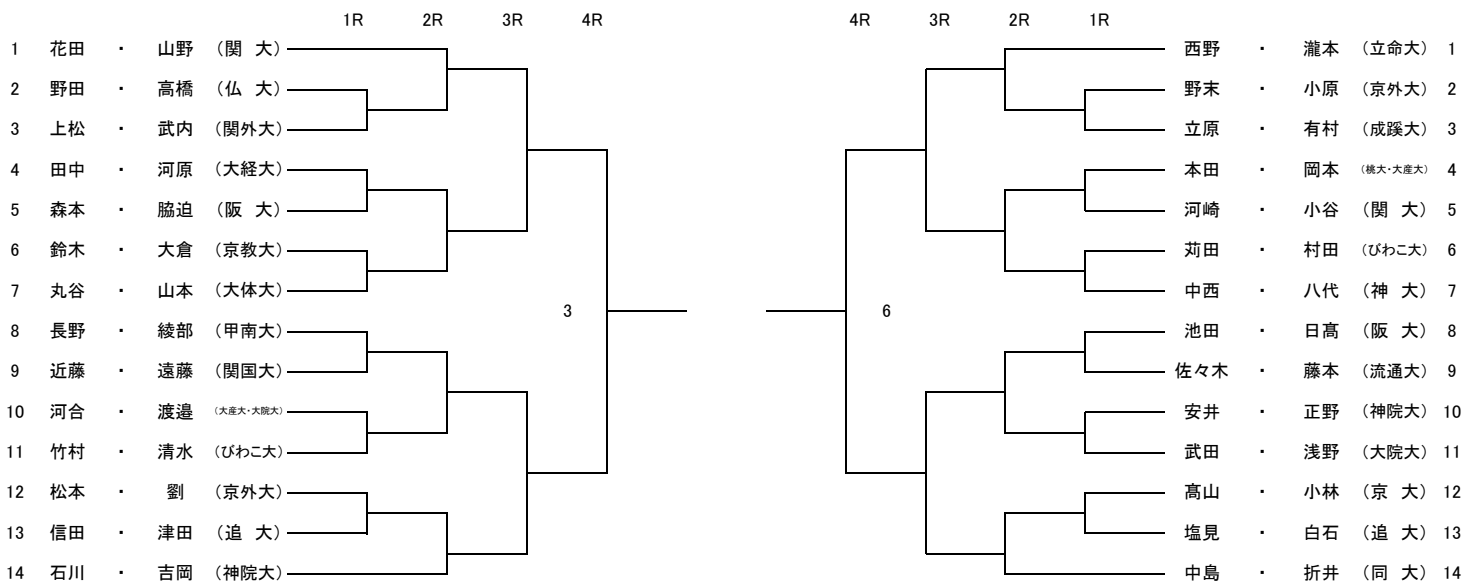 1R 2R 3R 4R 4R 3R 2R 1R
1 花田 ・ 山野 (関 大) 西野 ・ 瀧本 (立命大) 1
2 野田 ・ 高橋 (仏 大) 野末 ・ 小原 (京外大) 2
3 上松 ・ 武内 (関外大) 立原 ・ 有村 (成蹊大) 3
4 田中 ・ 河原 (大経大) 本田 ・ 岡本 (桃大・大産大) 4
5 森本 ・ 脇迫 (阪 大) 河崎 ・ 小谷 (関 大) 5
6 鈴木 ・ 大倉 (京教大) 苅田 ・ 村田 (びわこ大) 6
7 丸谷 ・ 山本 (大体大) 中西 ・ 八代 (神 大) 7
3 6
8 長野 ・ 綾部 (甲南大) 池田 ・ 日髙 (阪 大) 8
9 近藤 ・ 遠藤 (関国大) 佐々木 ・ 藤本 (流通大) 9
10 河合 ・ 渡邉 (大産大・大院大) 安井 ・ 正野 (神院大) 10
11 竹村 ・ 清水 (びわこ大) 武田 ・ 浅野 (大院大) 11
12 松本 ・ 劉 (京外大) 髙山 ・ 小林 (京 大) 12
13 信田 ・ 津田 (追 大) 塩見 ・ 白石 (追 大) 13
14 石川 ・ 吉岡 (神院大) 中島 ・ 折井 (同 大) 14